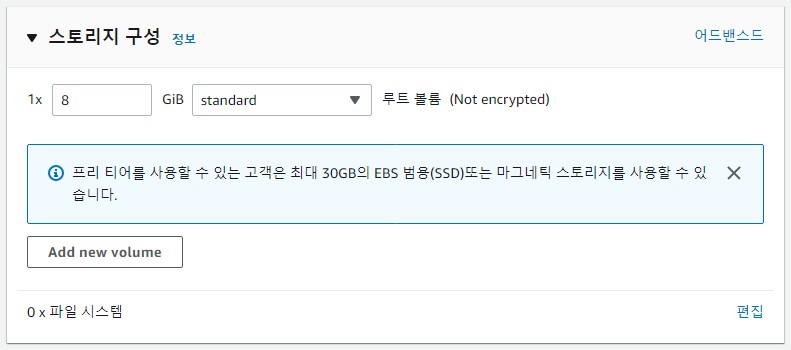 스토리지 구성 정보 어드밴스드
1x 8 GiB standard 루트 볼륨 (Not encrypted)
프리 티어를 사용할 수 있는 고객은 최대 30GB의 EBS 범용(SSD)또는 마그네틱 스토리지를 사용할 수 있
습니다.
Add new volume
0 x 파일 시스템 편집